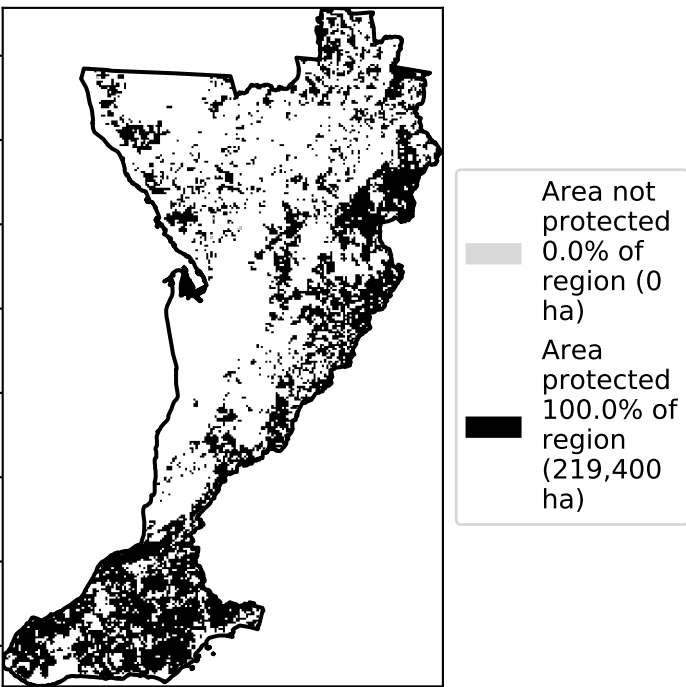 Area not
protected
0.0% of
region (0
ha)
Area
protected
100.0% of
region
(219,400
ha)